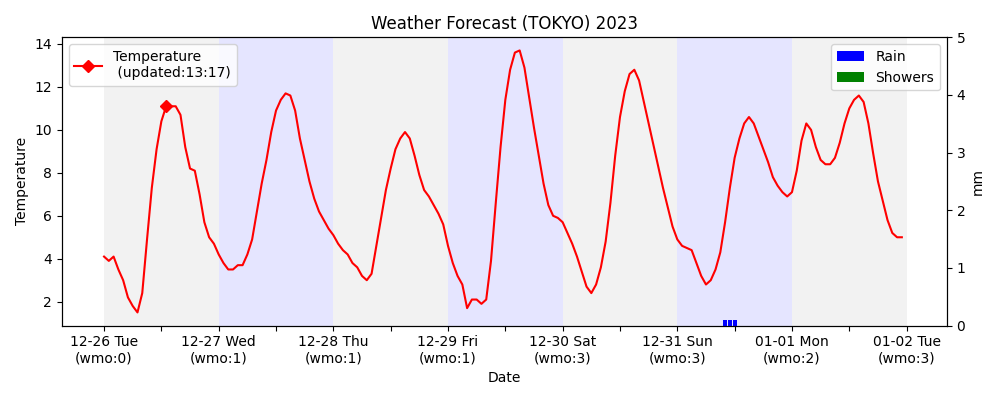 Weather Forecast (TOKYO) 2023
Temperature
(updated:13:17)
Rain
Showers
14
12
10
8
6
4
2
Temperature
5
4
3
2
1
0
mm
12-26 Tue
(wmo:0)
12-27 Wed
(wmo:1)
12-28 Thu
(wmo:1)
12-29 Fri
(wmo:1)
12-30 Sat
(wmo:3)
12-31 Sun
(wmo:3)
01-01 Mon
(wmo:2)
01-02 Tue
(wmo:3)
Date